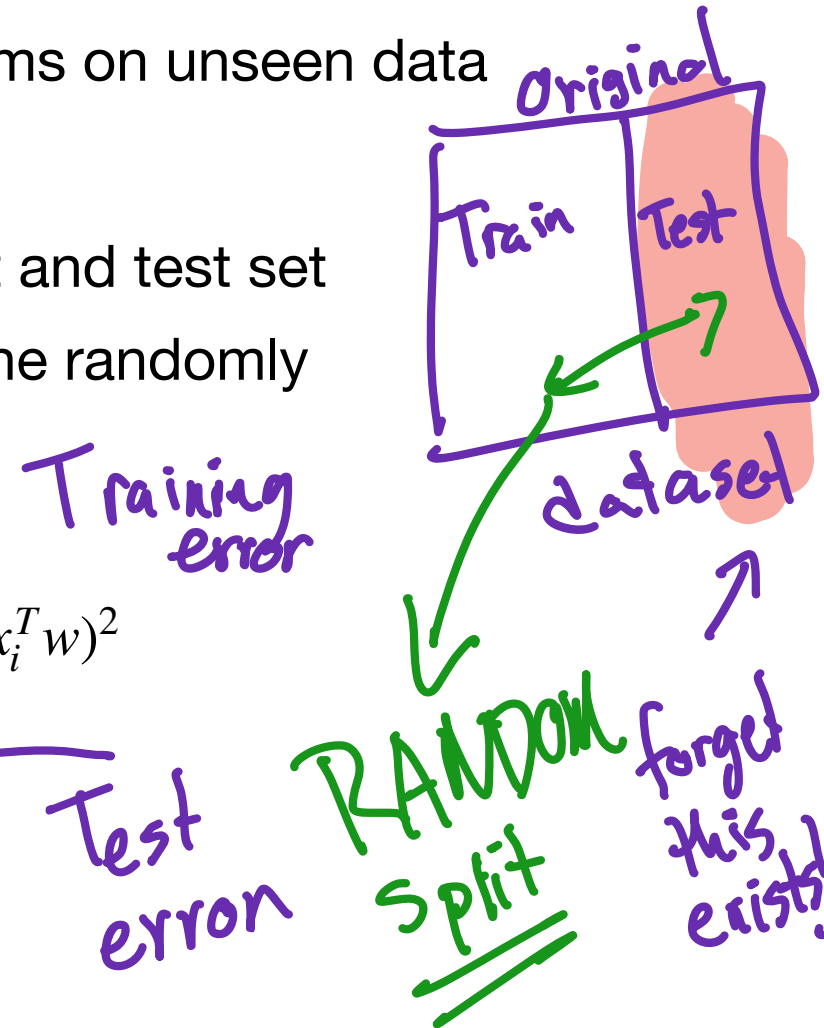 ms on unseen data
Original
Train
Test
and test set
ne randomly
Training
error
dataset
x_i^T w)^2
RANDOM
split
forget
this
exists!
Test
error